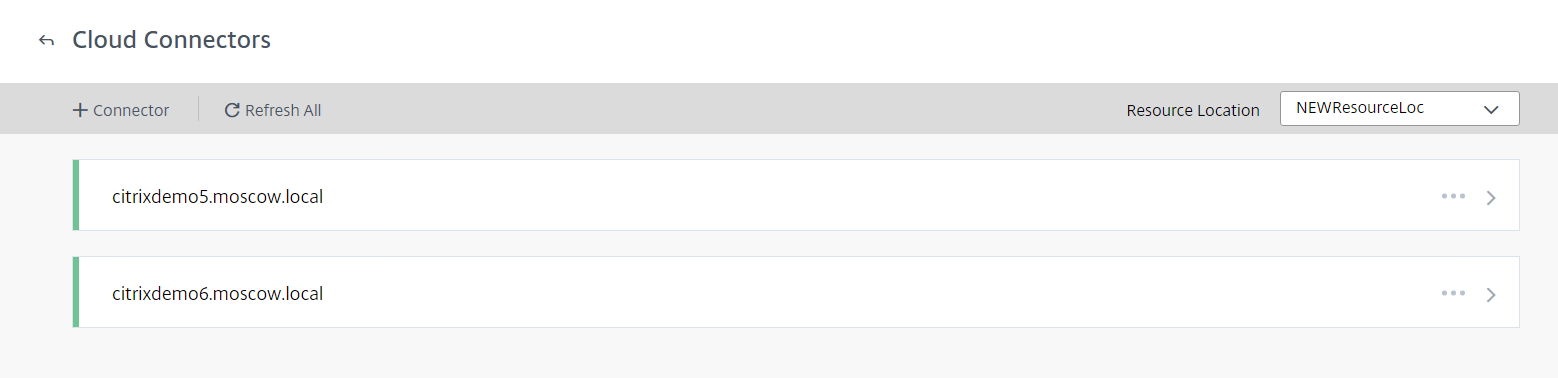 Cloud Connectors
Connector
Refresh All
Resource Location
NEWResourceLoc
citrixdemo5.moscow.local
citrixdemo6.moscow.local